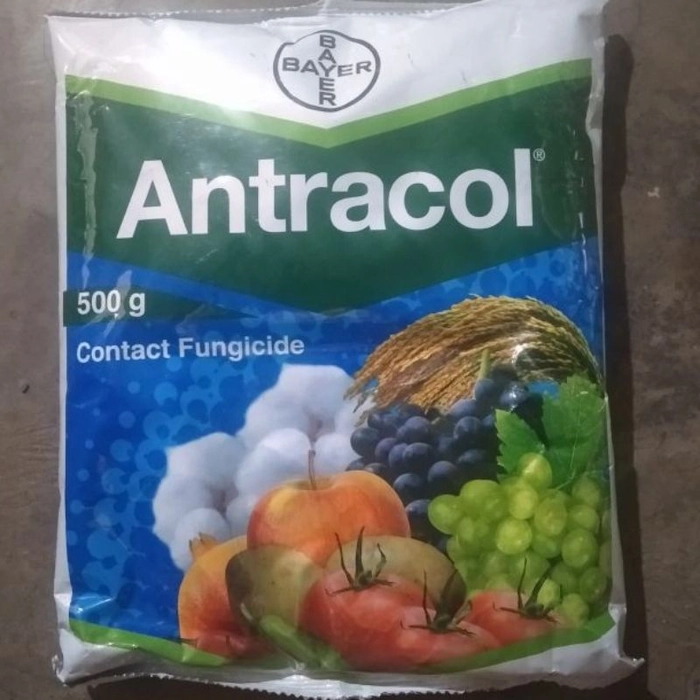 BAYER
BAYER
Antracol®
500 g
Contact Fungicide